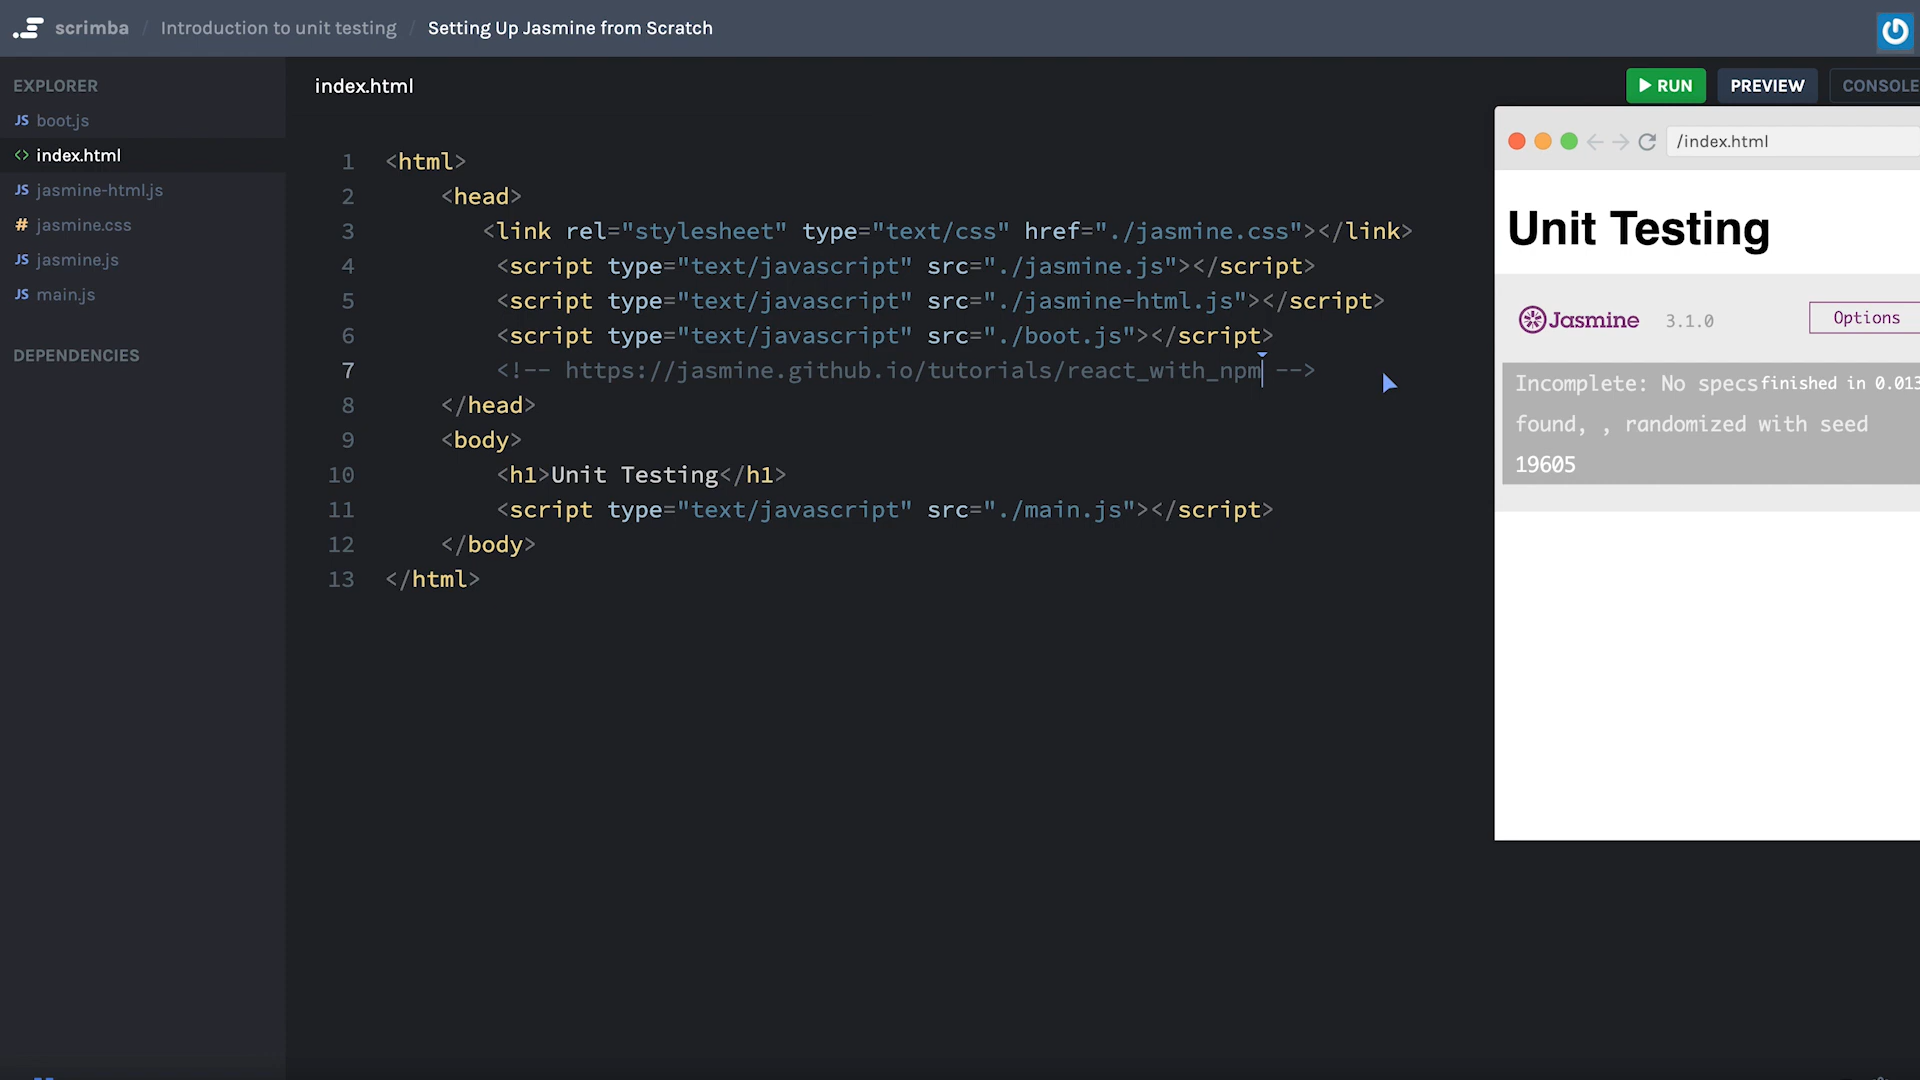 scrimba / Introduction to unit testing / Setting Up Jasmine from Scratch
EXPLORER
JS boot.js
<> index.html
JS jasmine-html.js
# jasmine.css
JS jasmine.js
JS main.js
DEPENDENCIES
index.html
RUN PREVIEW CONSOLE
1 <html>
2 <head>
3 <link rel="stylesheet" type="text/css" href="./jasmine.css"></link>
4 <script type="text/javascript" src="./jasmine.js"></script>
5 <script type="text/javascript" src="./jasmine-html.js"></script>
6 <script type="text/javascript" src="./boot.js"></script>
7 <!-- https://jasmine.github.io/tutorials/react_with_npm -->
8 </head>
9 <body>
10 <h1>Unit Testing</h1>
11 <script type="text/javascript" src="./main.js"></script>
12 </body>
13 </html>
/index.html
Unit Testing
Jasmine 3.1.0 Options
Incomplete: No specs finished in 0.013
found, , randomized with seed
19605